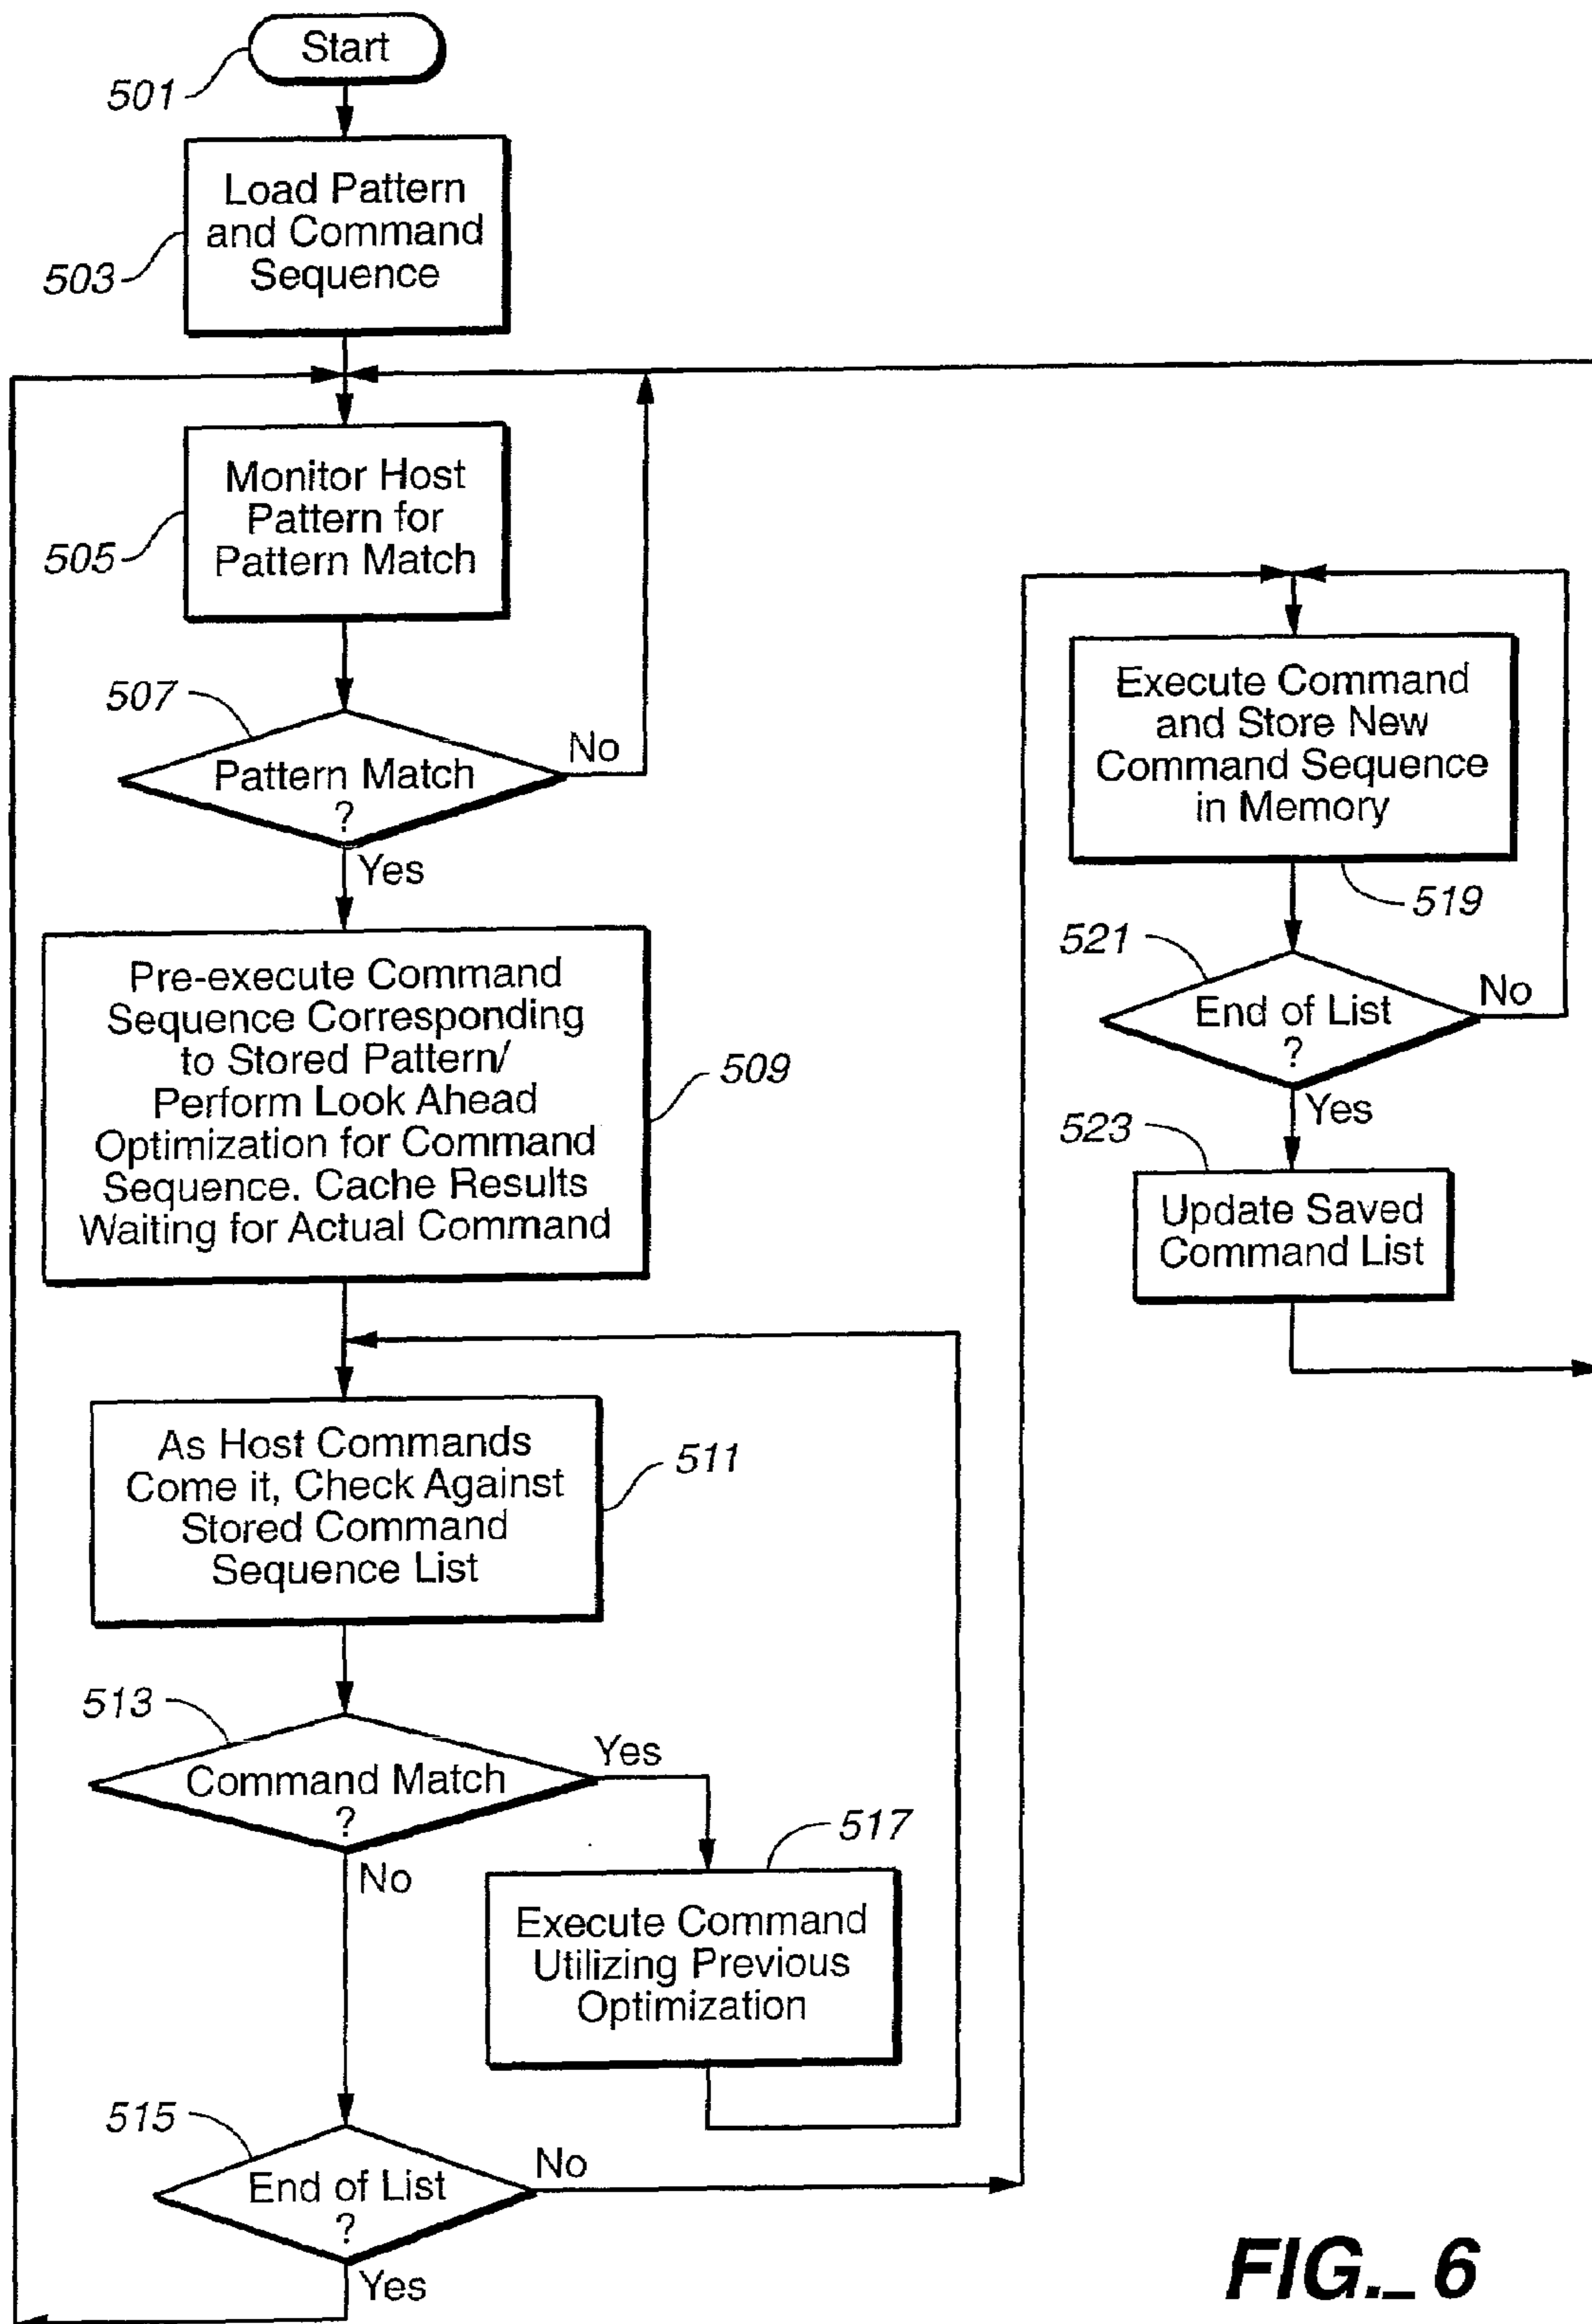 Start
501
Load Pattern
and Command
Sequence
503
Monitor Host
Pattern for
Pattern Match
505
507
Pattern Match
?
No
Yes
Pre-execute Command
Sequence Corresponding
to Stored Pattern/
Perform Look Ahead
Optimization for Command
Sequence. Cache Results
Waiting for Actual Command
509
As Host Commands
Come it, Check Against
Stored Command
Sequence List
511
513
Command Match
?
Yes
No
517
Execute Command
Utilizing Previous
Optimization
515
End of List
?
No
Yes
Execute Command
and Store New
Command Sequence
in Memory
519
521
End of List
?
No
Yes
523
Update Saved
Command List
FIG._6